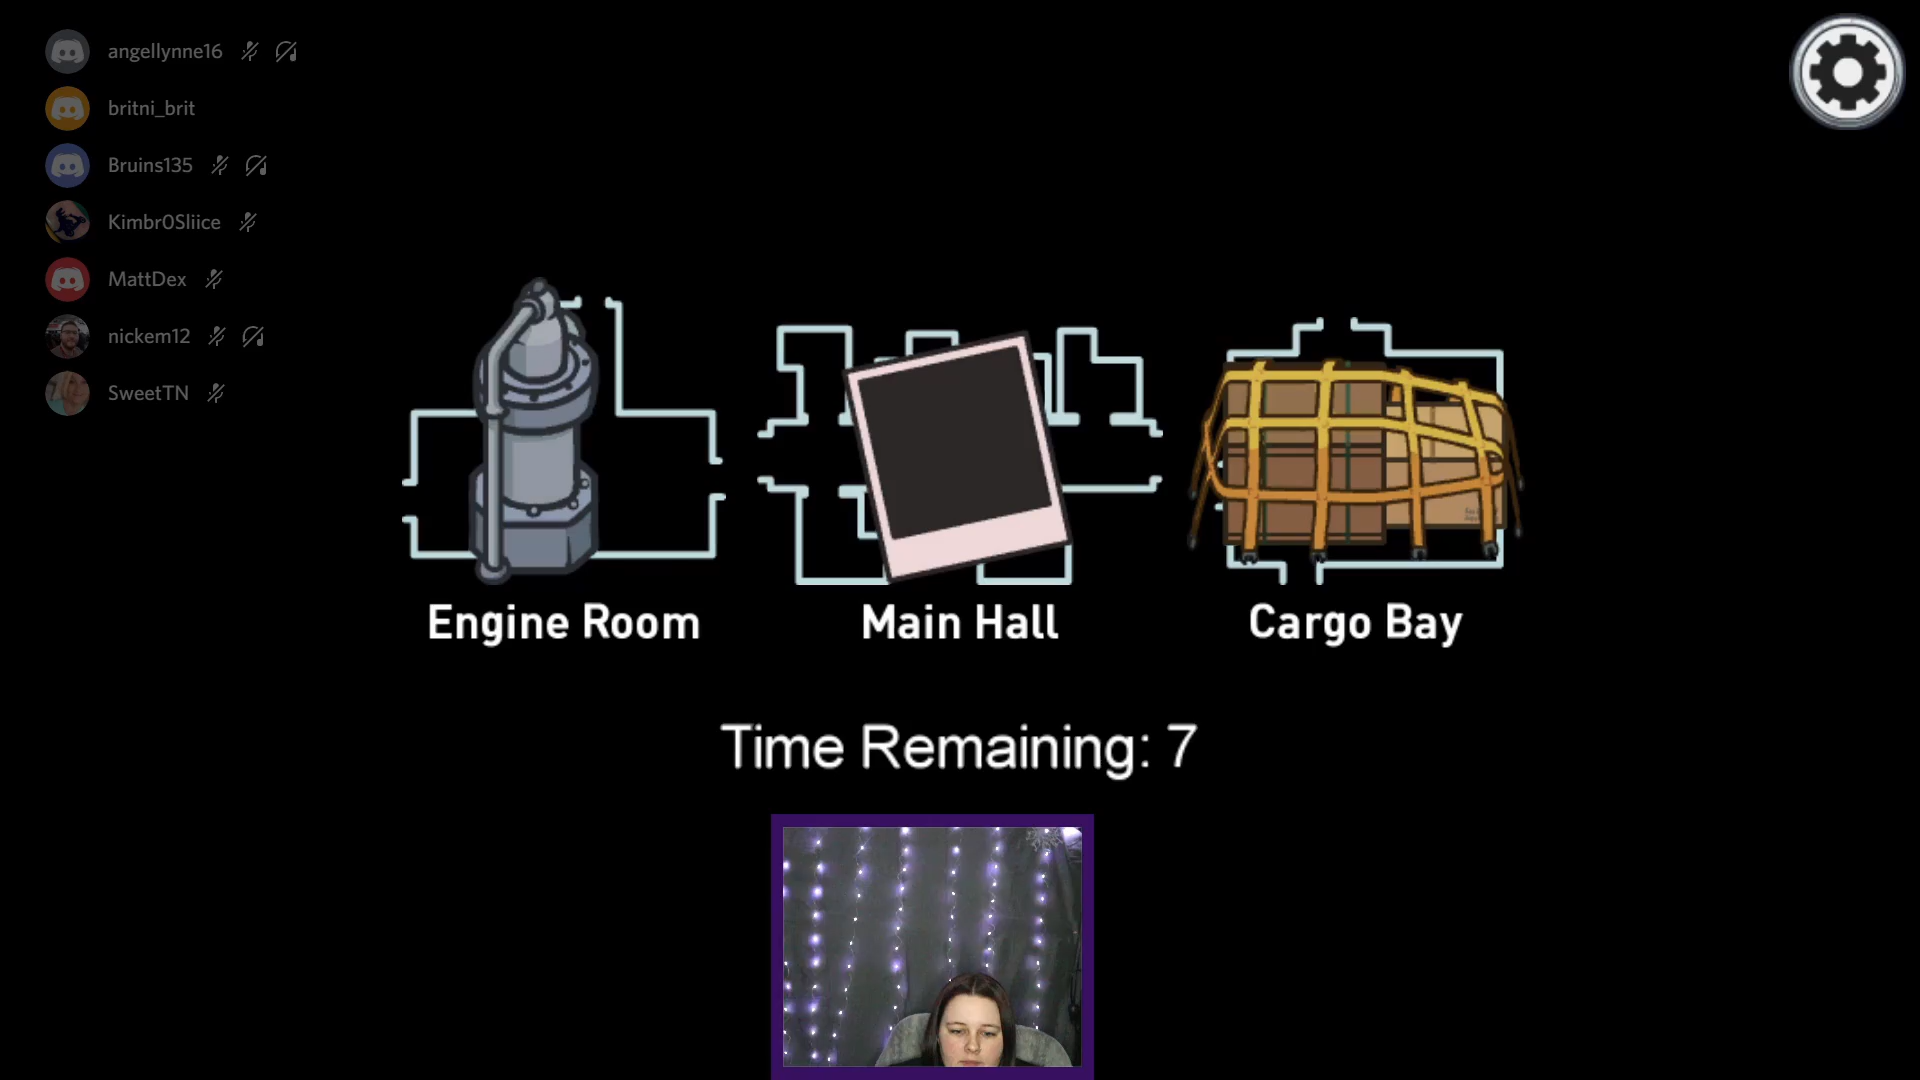 angellynne16
britni_brit
Bruins135
Kimbr0Sliice
MattDex
nickem12
SweetTN
Engine Room
Main Hall
Cargo Bay
Time Remaining: 7